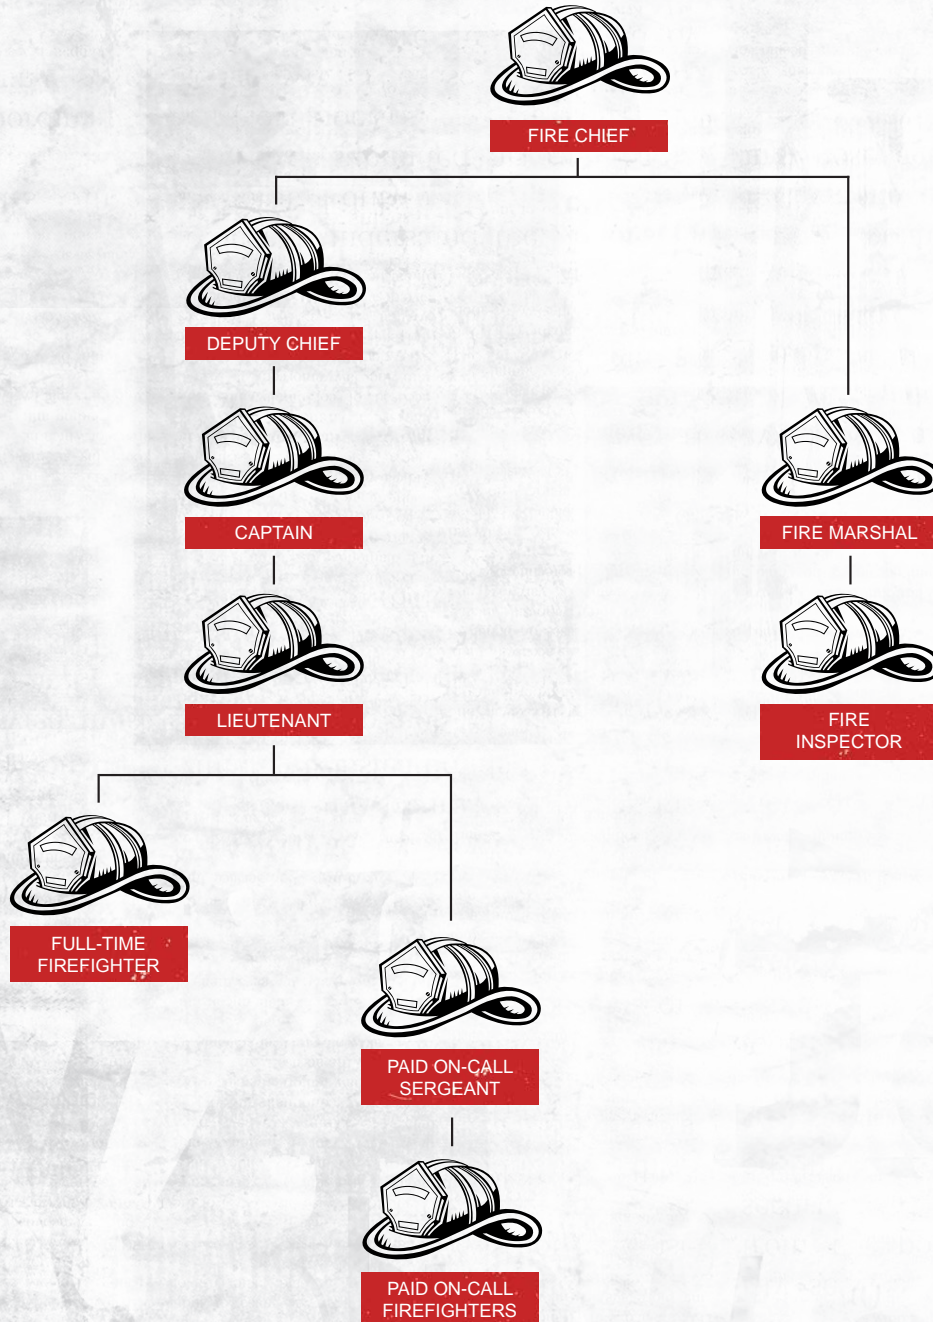 FIRE CHIEF
DEPUTY CHIEF
CAPTAIN
FIRE MARSHAL
LIEUTENANT
FIRE
INSPECTOR
FULL-TIME
FIREFIGHTER
PAID ON-CALL
SERGEANT
PAID ON-CALL
FIREFIGHTERS